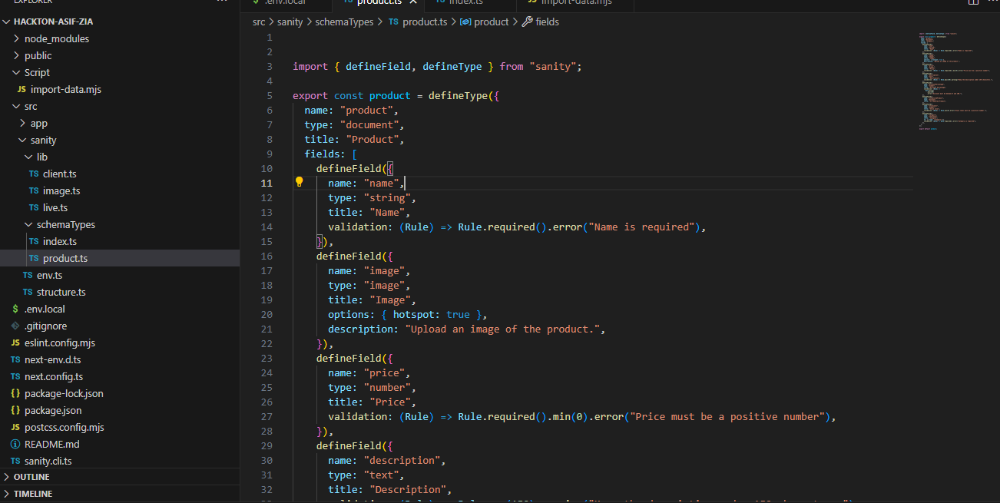 EXPLORER
...
HACKTON-ASIF-ZIA
node_modules
public
Script
JS import-data.mjs
src
app
sanity
lib
TS client.ts
TS image.ts
TS live.ts
schemaTypes
TS index.ts
TS product.ts
TS env.ts
TS structure.ts
$ .env.local
.gitignore
JS eslint.config.mjs
TS next-env.d.ts
TS next.config.ts
{} package-lock.json
{} package.json
JS postcss.config.mjs
README.md
TS sanity.cli.ts
OUTLINE
TIMELINE
$ .env.local
TS product.ts
TS index.ts
JS import-data.mjs
src > sanity > schemaTypes > TS product.ts > product > fields
1
2
3 import { defineField, defineType } from "sanity";
4
5 export const product = defineType({
6 name: "product",
7 type: "document",
8 title: "Product",
9 fields: [
10 defineField({
11 name: "name",
12 type: "string",
13 title: "Name",
14 validation: (Rule) => Rule.required().error("Name is required"),
15 }),
16 defineField({
17 name: "image",
18 type: "image",
19 title: "Image",
20 options: { hotspot: true },
21 description: "Upload an image of the product.",
22 }),
23 defineField({
24 name: "price",
25 type: "number",
26 title: "Price",
27 validation: (Rule) => Rule.required().min(0).error("Price must be a positive number"),
28 }),
29 defineField({
30 name: "description",
31 type: "text",
32 title: "Description",